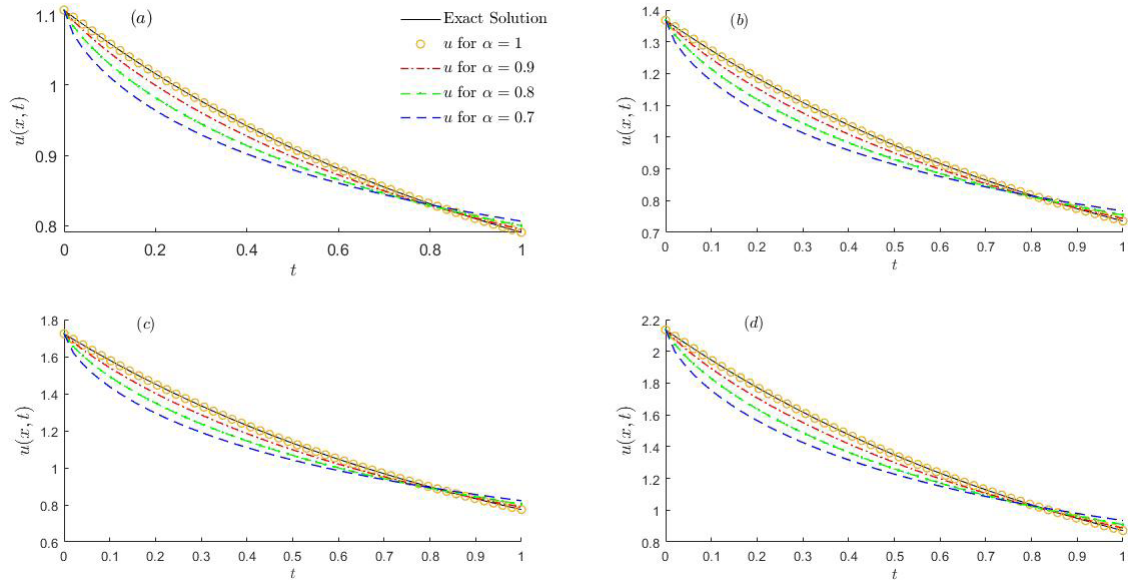 (a)
Exact Solution
u for α = 1
u for α = 0.9
u for α = 0.8
u for α = 0.7
u(x, t)
1.1
1
0.9
0.8
0 0.2 0.4 0.6 0.8 1
t
(b)
u(x, t)
1.4
1.3
1.2
1.1
1
0.9
0.8
0.7
0 0.1 0.2 0.3 0.4 0.5 0.6 0.7 0.8 0.9 1
t
(c)
u(x, t)
1.8
1.6
1.4
1.2
1
0.8
0.6
0 0.1 0.2 0.3 0.4 0.5 0.6 0.7 0.8 0.9 1
t
(d)
u(x, t)
2.2
2
1.8
1.6
1.4
1.2
1
0.8
0 0.1 0.2 0.3 0.4 0.5 0.6 0.7 0.8 0.9 1
t